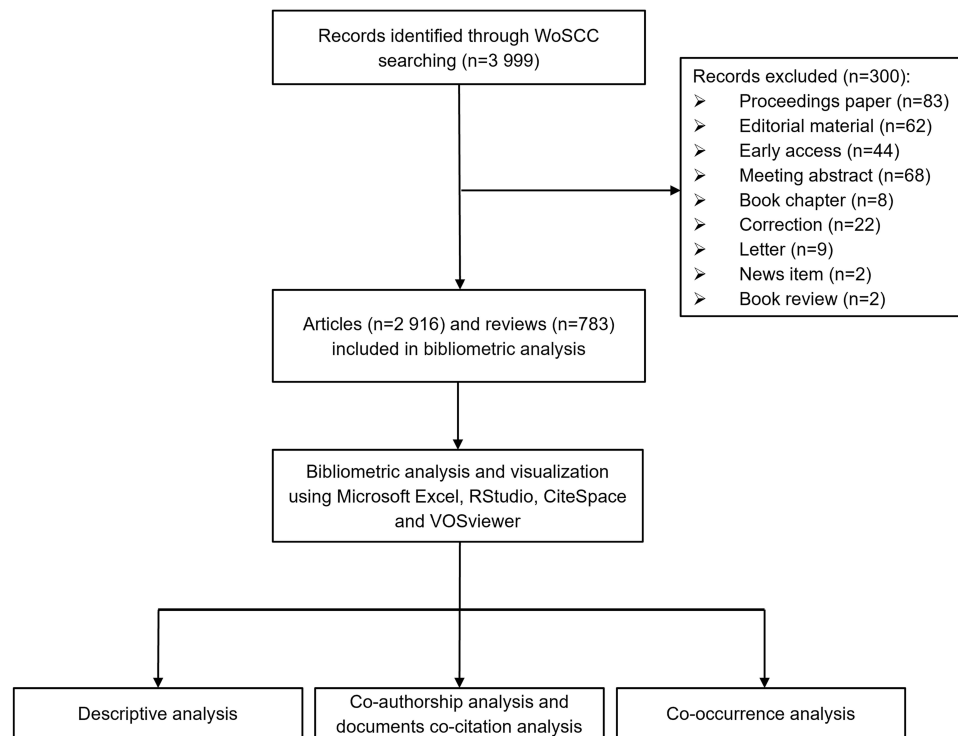 Records identified through WoSCC
searching (n=3 999)
Records excluded (n=300):
➢ Proceedings paper (n=83)
➢ Editorial material (n=62)
➢ Early access (n=44)
➢ Meeting abstract (n=68)
➢ Book chapter (n=8)
➢ Correction (n=22)
➢ Letter (n=9)
➢ News item (n=2)
➢ Book review (n=2)
Articles (n=2 916) and reviews (n=783)
included in bibliometric analysis
Bibliometric analysis and visualization
using Microsoft Excel, RStudio, CiteSpace
and VOSviewer
Descriptive analysis
Co-authorship analysis and
documents co-citation analysis
Co-occurrence analysis